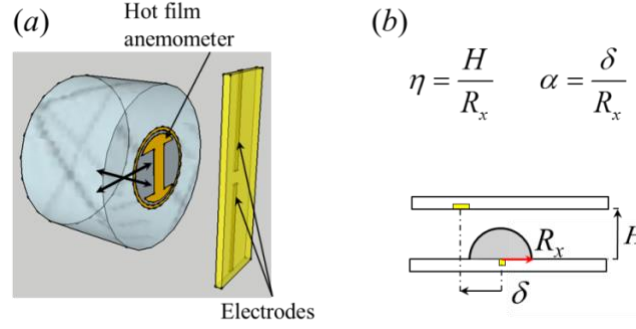 (a)
Hot film
anemometer
Electrodes
(b)
η = H / R_x
α = δ / R_x
H
R_x
δ